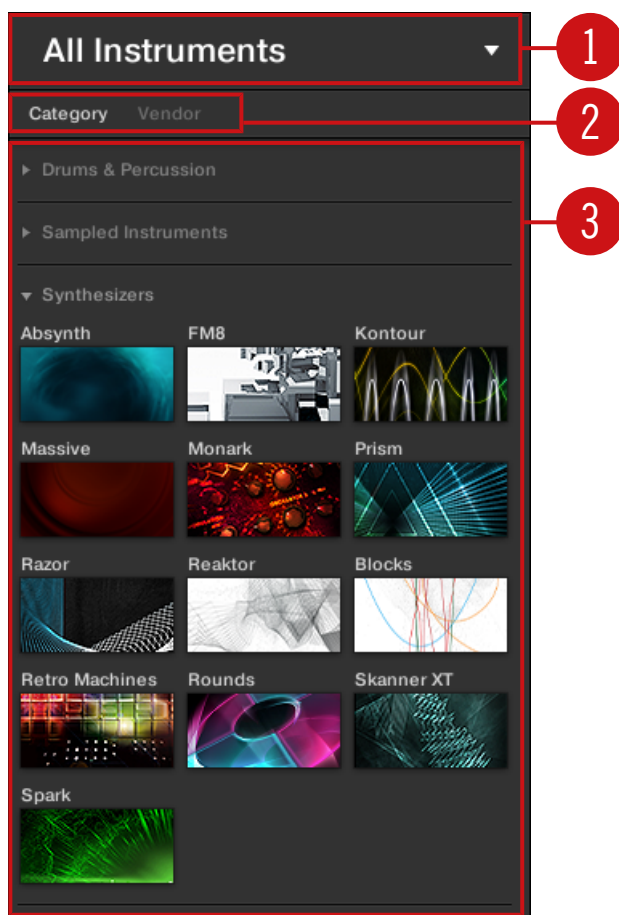 All Instruments
1
Category Vendor
2
Drums & Percussion
3
Sampled Instruments
Synthesizers
Absynth FM8 Kontour
Massive Monark Prism
Razor Reaktor Blocks
Retro Machines Rounds Skanner XT
Spark